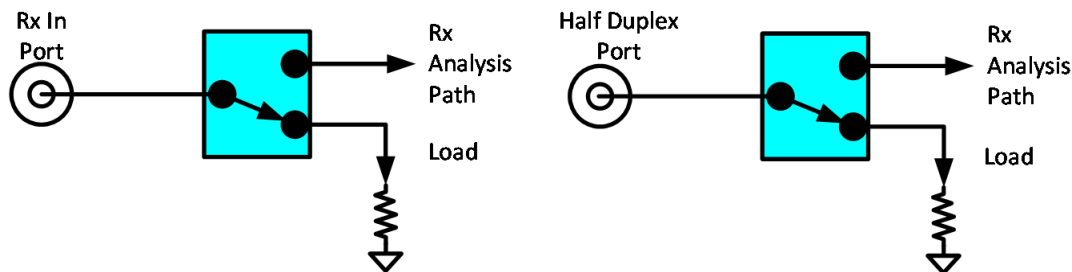 Rx In
Port
Rx
Analysis
Path
Load
Half Duplex
Port
Rx
Analysis
Path
Load